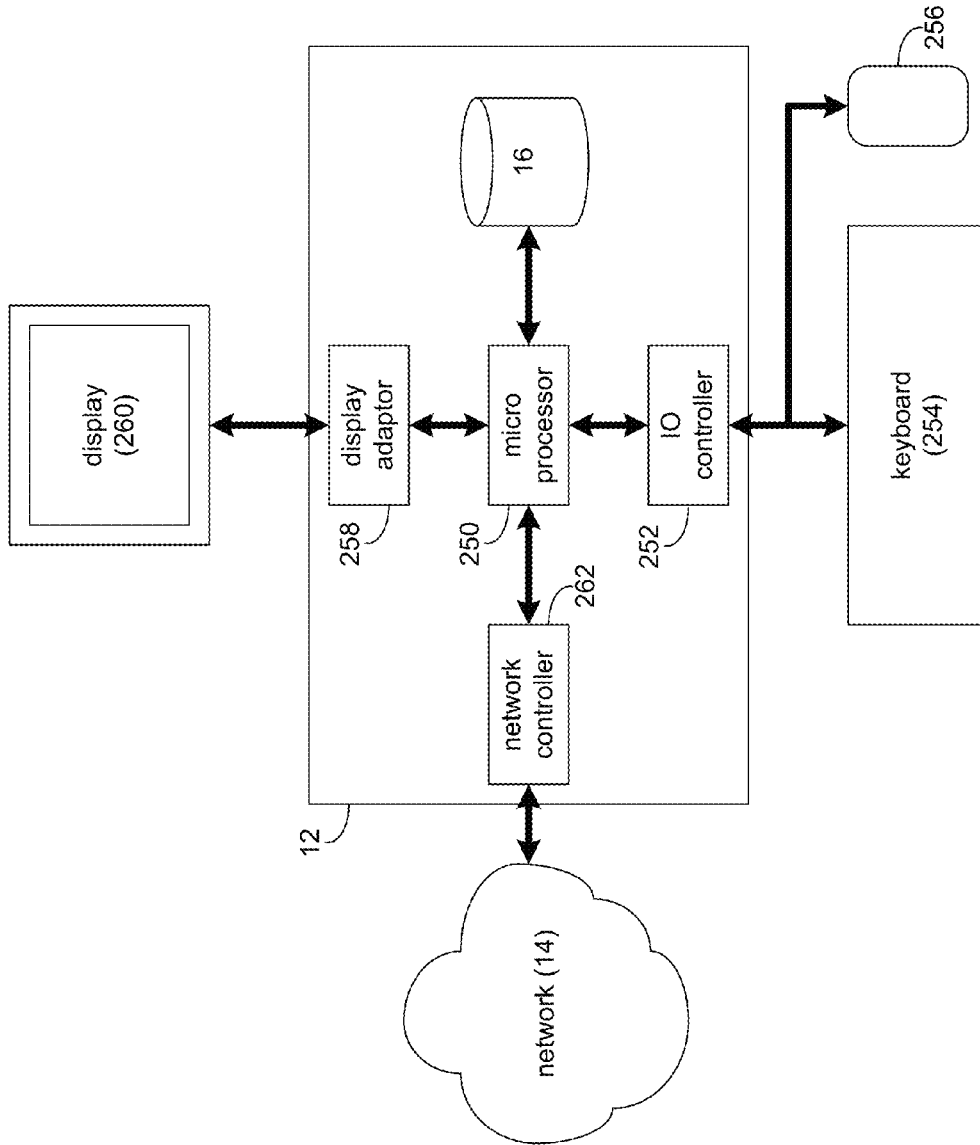 display
(260)
display
adaptor
258
micro
processor
250
16
IO
controller
252
network
controller
262
12
network (14)
keyboard
(254)
256